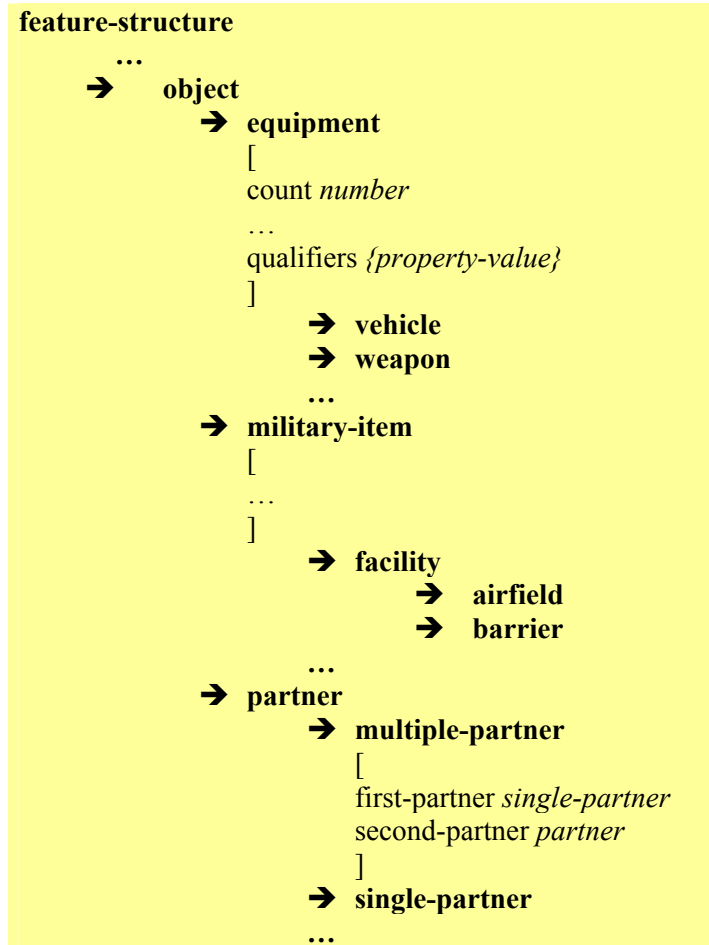 feature-structure
…
➔ object
➔ equipment
[
count number
…
qualifiers {property-value}
]
➔ vehicle
➔ weapon
…
➔ military-item
[
…
]
➔ facility
➔ airfield
➔ barrier
…
➔ partner
➔ multiple-partner
[
first-partner single-partner
second-partner partner
]
➔ single-partner
…